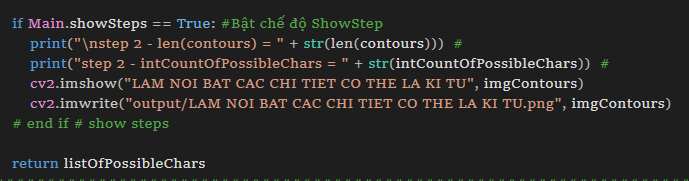 if Main.showSteps == True: #Bật chế độ ShowStep
print("\nstep 2 - len(contours) = " + str(len(contours))) #
print("step 2 - intCountOfPossibleChars = " + str(intCountOfPossibleChars)) #
cv2.imshow("LAM NOI BAT CAC CHI TIET CO THE LA KI TU", imgContours)
cv2.imwrite("output/LAM NOI BAT CAC CHI TIET CO THE LA KI TU.png", imgContours)
# end if # show steps
return listOfPossibleChars